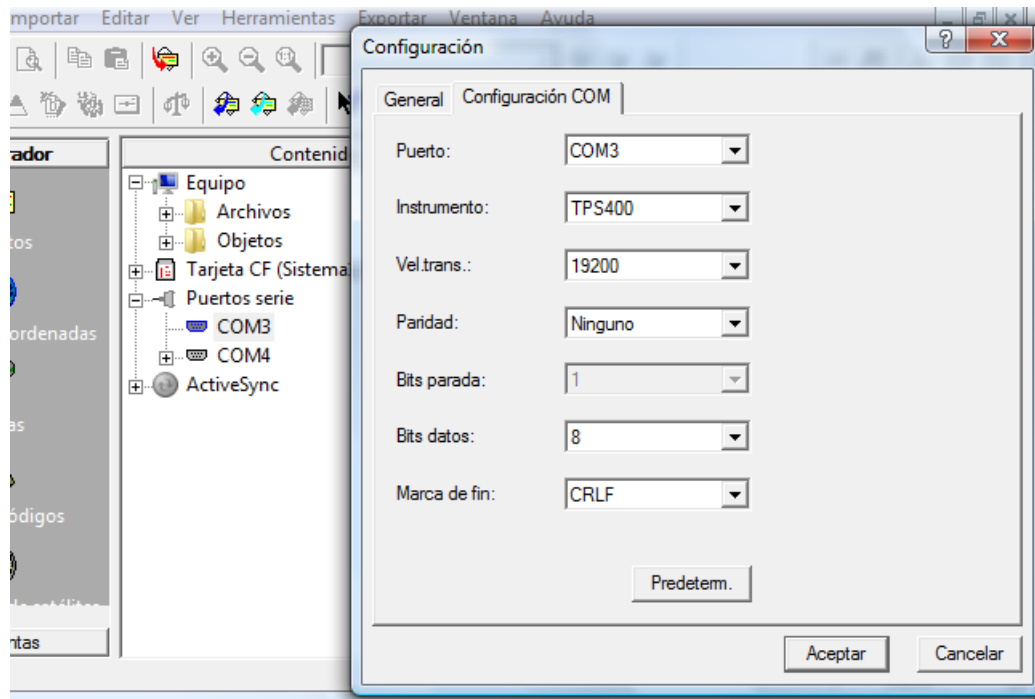 mportar Editar Ver Herramientas Exportar Ventana Ayuda
Configuración
General Configuración COM
Puerto: COM3
Instrumento: TPS400
Vel.trans.: 19200
Paridad: Ninguno
Bits parada: 1
Bits datos: 8
Marca de fin: CRLF
Predeterm.
Aceptar Cancelar
rador
tos
ordenadas
as
ódigos
ntas
Contenid
Equipo
Archivos
Objetos
Tarjeta CF (Sistema
Puertos serie
COM3
COM4
ActiveSync